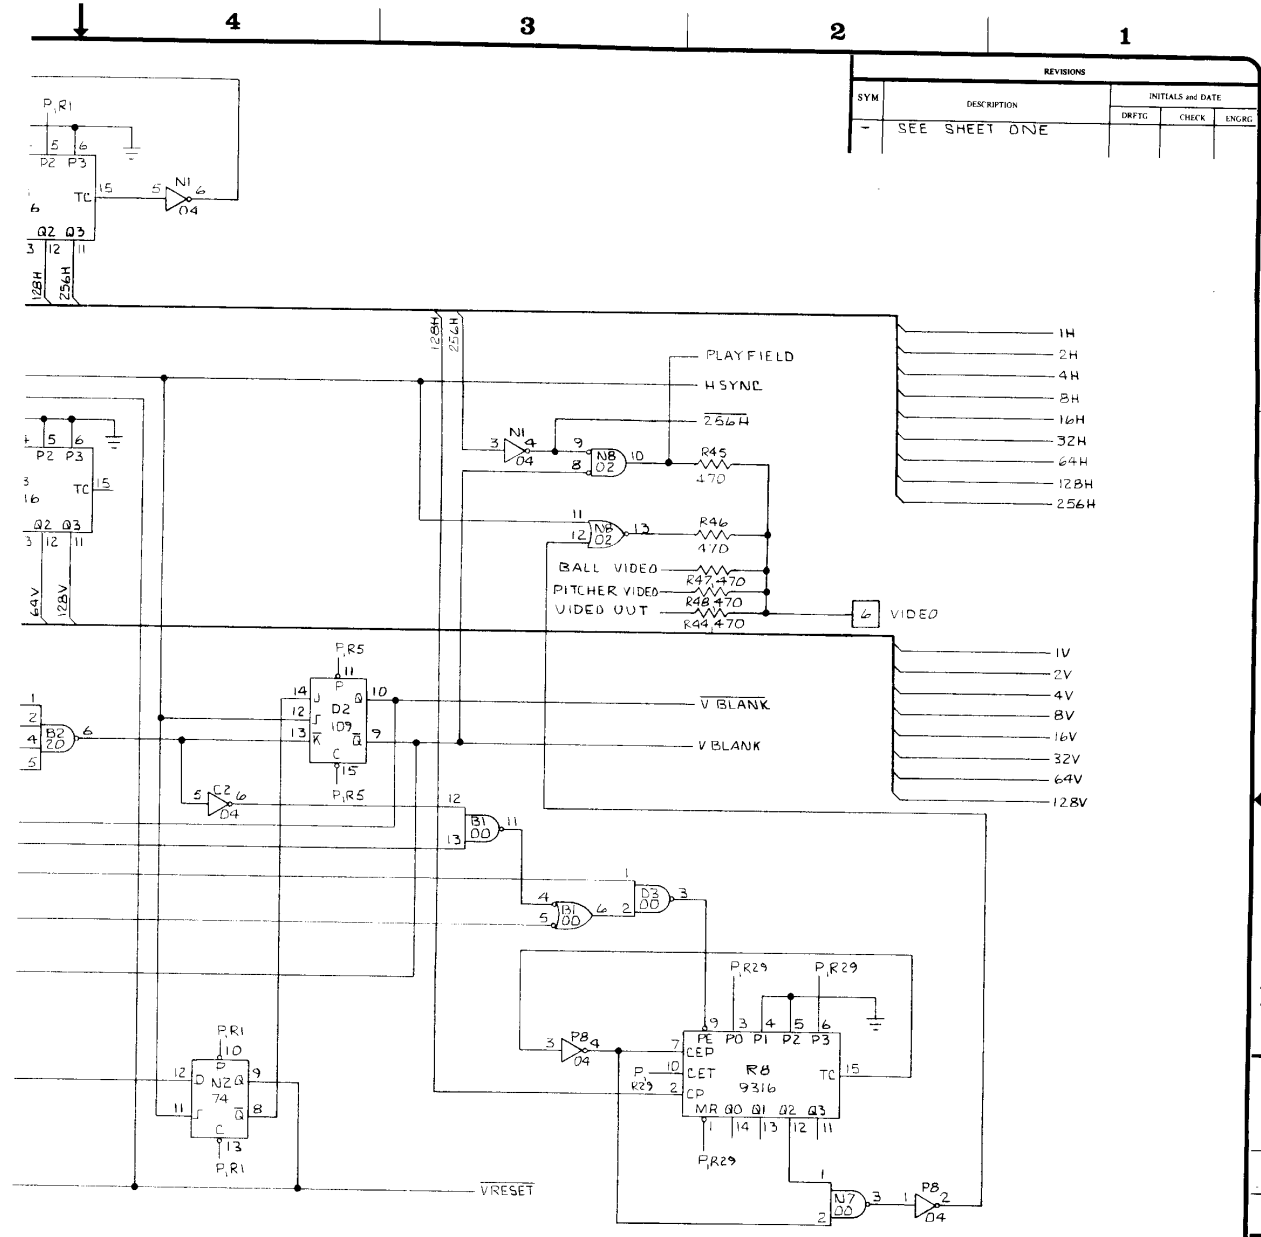 4 3 2 1
REVISIONS
SYM DESCRIPTION INITIALS and DATE
DRFTG CHECK ENGRG
- SEE SHEET ONE
P,R1
5 6
P2 P3
TC 15
6
Q2 Q3
3 12 11
128H 256H
5 N1 6
04
128H 256H
1H
2H
4H
8H
16H
32H
64H
128H
256H
PLAYFIELD
HSYNC
256H
5 6
P2 P3
TC 15
16
Q2 Q3
3 12 11
64V 128V
3 N1 4
04
9
8
N8
02
10
R45
470
11
12
N8
02
13
R46
470
BALL VIDEO
R47,470
PITCHER VIDEO
R48,470
VIDEO OUT
R44,470
6 VIDEO
1V
2V
4V
8V
16V
32V
64V
128V
1
2
4
5
B2
20
6
P,R5
11
P
14 J Q 10
12 D2
109
13 K Q 9
C
15
P,R5
V BLANK
V BLANK
5 C2 6
04
12
13
B1
00
11
4
5
B1
00
6
1
2
D3
00
3
P,R29 P,R29
9 3 4 5 6
PE P0 P1 P2 P3
3 P8 4
04
7 CEP
P,R29 10 CET
2 CP
R8
9316
TC 15
MR Q0 Q1 Q2 Q3
1 14 13 12 11
P,R29
P,R1
10
P
12 D Q 9
N2
74
11 Q 8
C
13
P,R1
VRESET
1
2
N7
00
3
1 P8 2
04